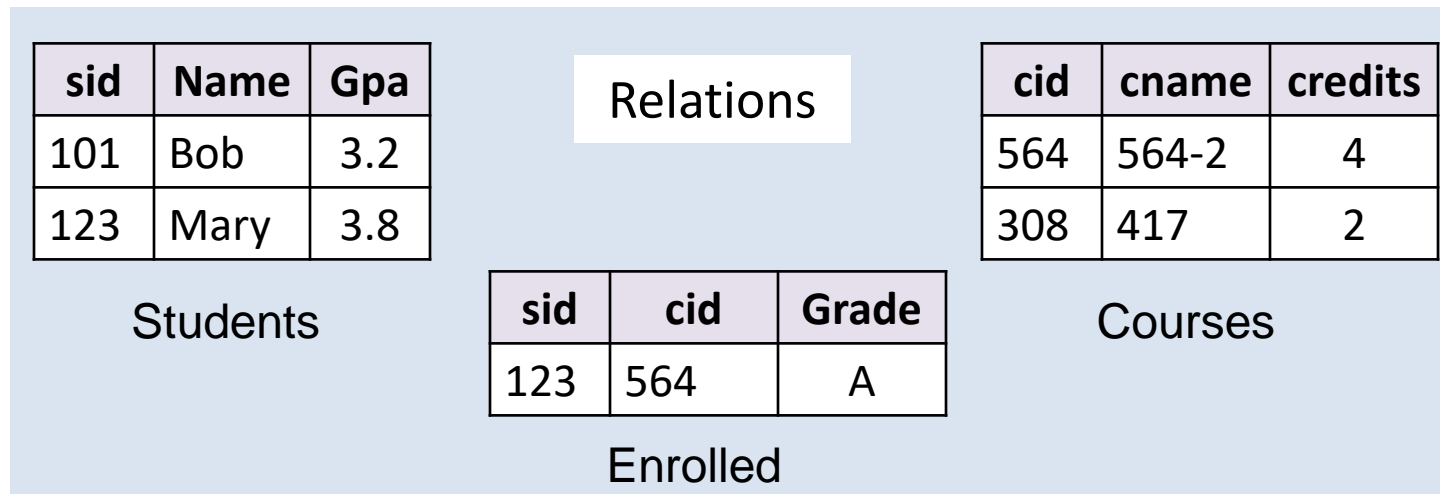 sid Name Gpa
101 Bob 3.2
123 Mary 3.8
Students
Relations
cid cname credits
564 564-2 4
308 417 2
Courses
sid cid Grade
123 564 A
Enrolled